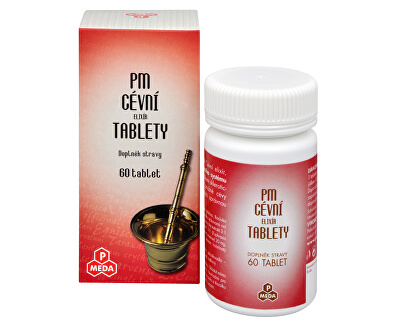 PM
CÉVNÍ
ELIXÍR
TABLETY
Doplněk stravy
60 tablet
P
MEDA
PM
CÉVNÍ
ELIXÍR
TABLETY
DOPLNĚK STRAVY
60 TABLET
P
MEDA